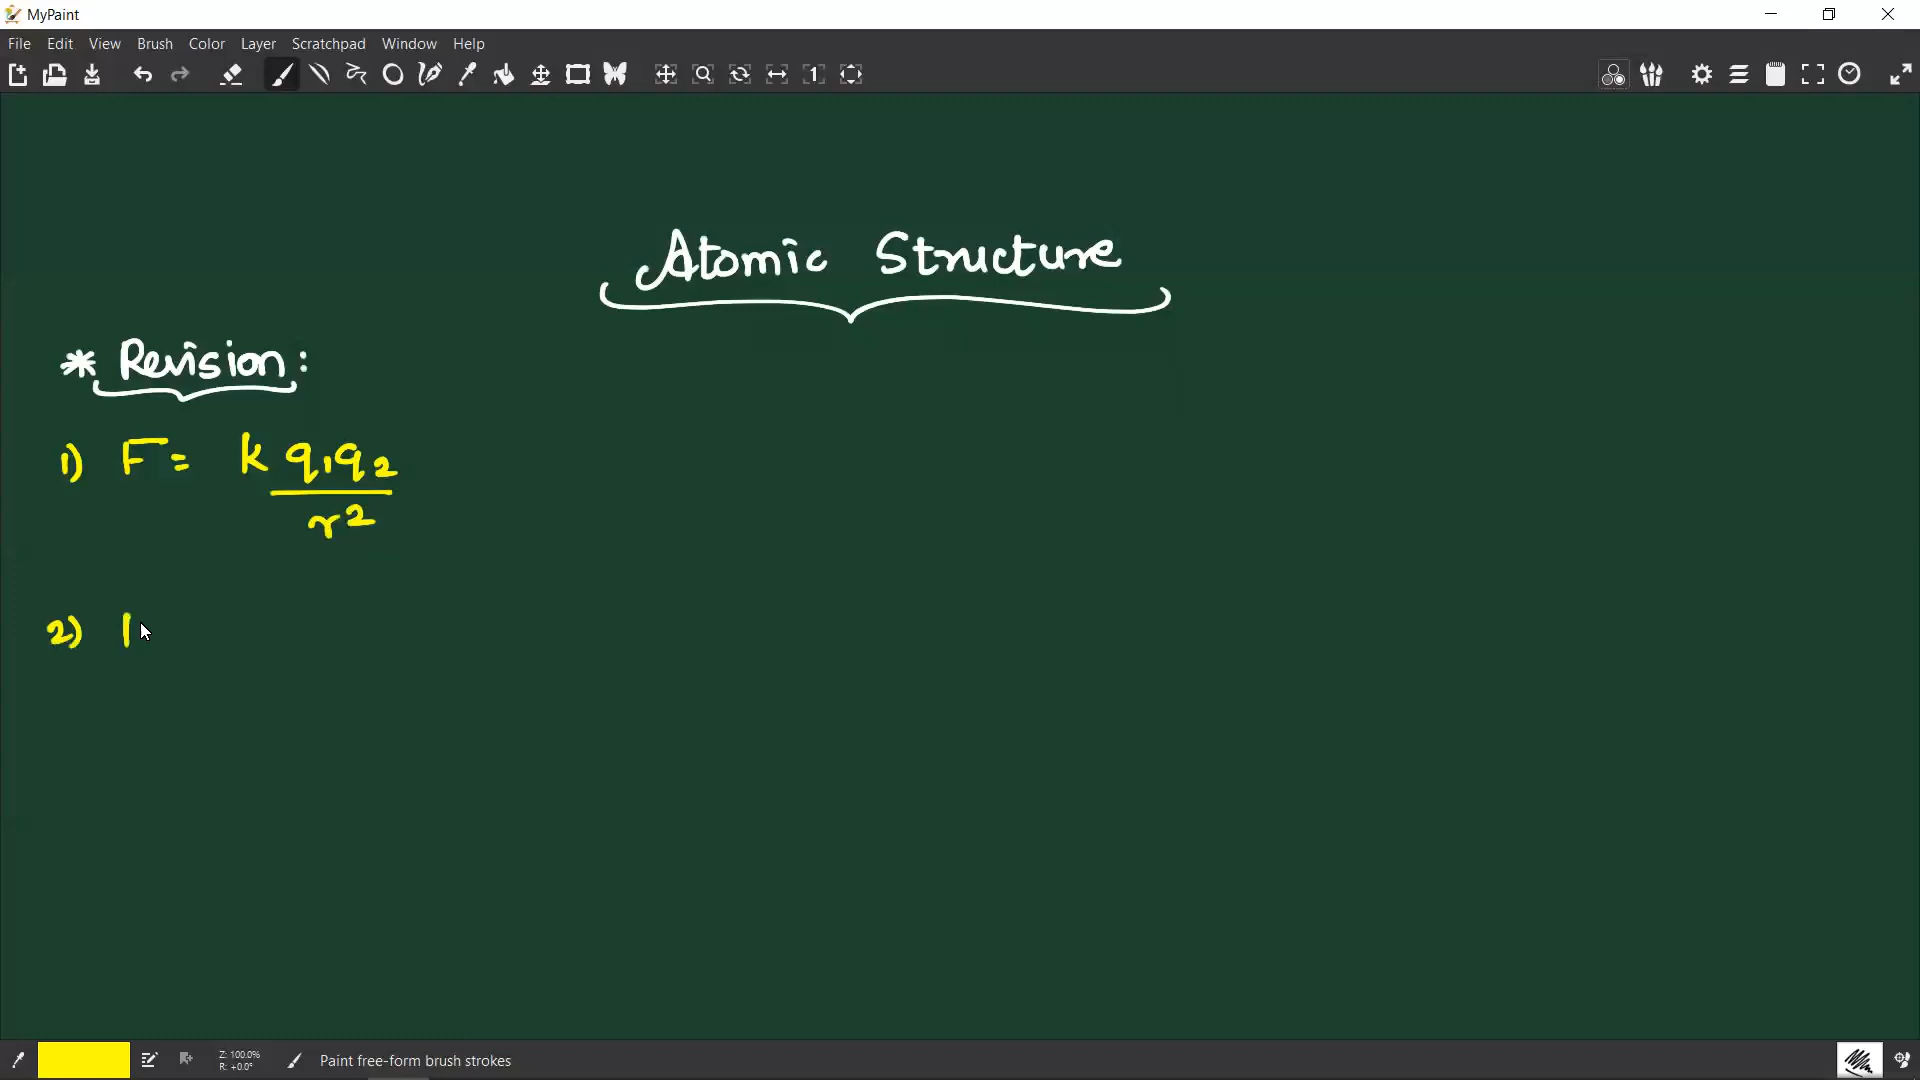 MyPaint
File Edit View Brush Color Layer Scratchpad Window Help
Atomic Structure
* Revision:
1) F = k q₁q₂
r²
2) |
Z: 100.0%
R: +0.0°
Paint free-form brush strokes